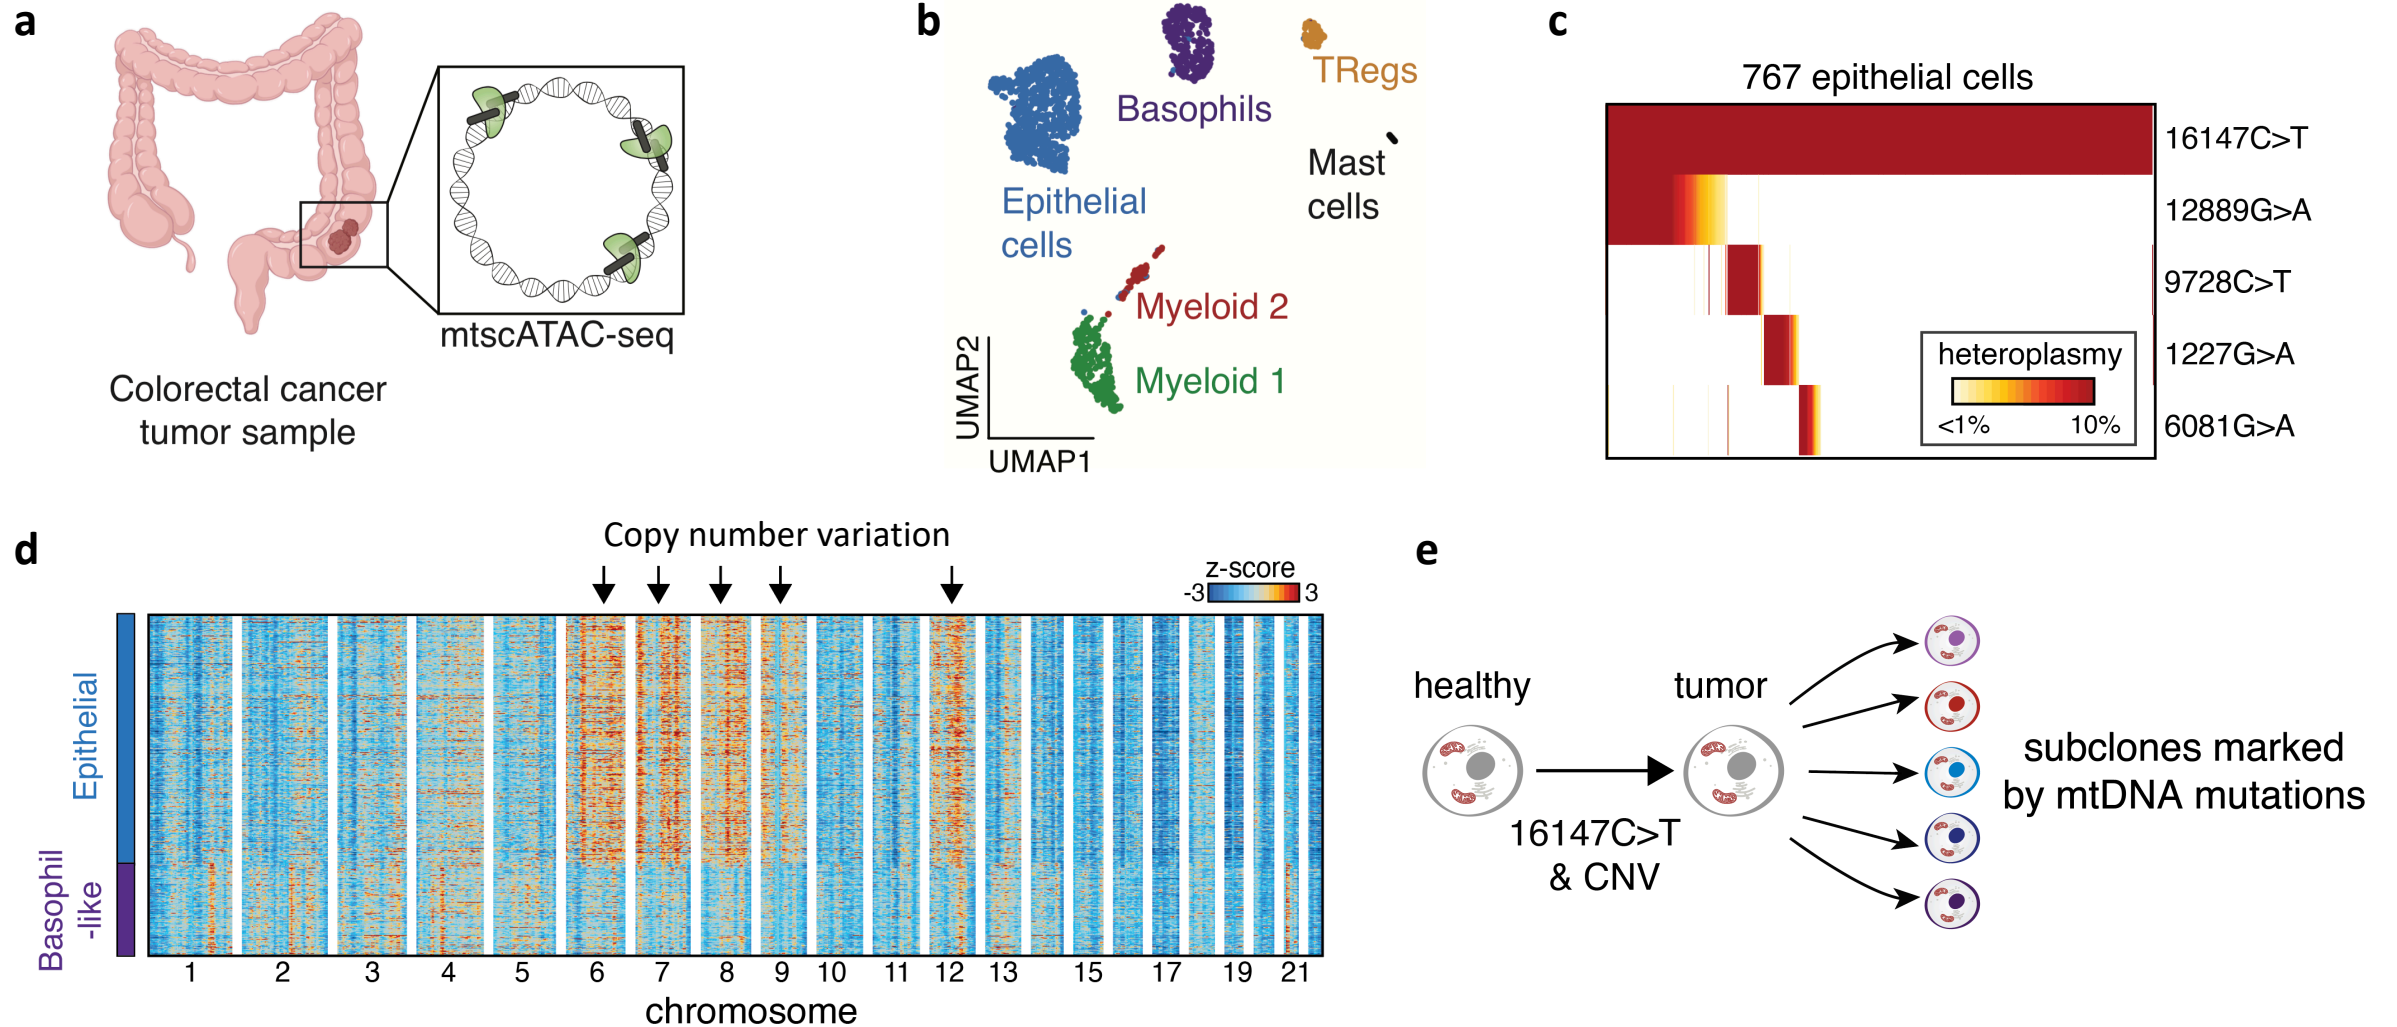 a
Colorectal cancer
tumor sample
mtscATAC-seq
b
Epithelial
cells
Basophils
TRegs
Mast
cells
Myeloid 2
Myeloid 1
UMAP2
UMAP1
c
767 epithelial cells
16147C>T
12889G>A
9728C>T
1227G>A
6081G>A
heteroplasmy
<1% 10%
d
Copy number variation
z-score
-3 3
Epithelial
Basophil
-like
1 2 3 4 5 6 7 8 9 10 11 12 13 15 17 19 21
chromosome
e
healthy
tumor
16147C>T
& CNV
subclones marked
by mtDNA mutations